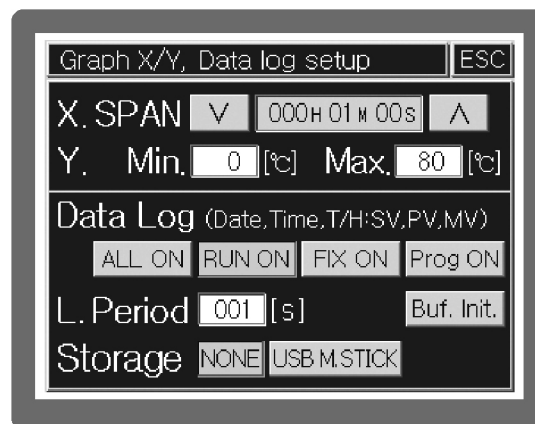 Graph X/Y, Data log setup ESC
X. SPAN ∨ 000H 01M 00S ∧
Y. Min. 0 [℃] Max. 80 [℃]
Data Log (Date,Time,T/H:SV,PV,MV)
ALL ON RUN ON FIX ON Prog ON
L. Period 001 [s] Buf. Init.
Storage NONE USB M.STICK